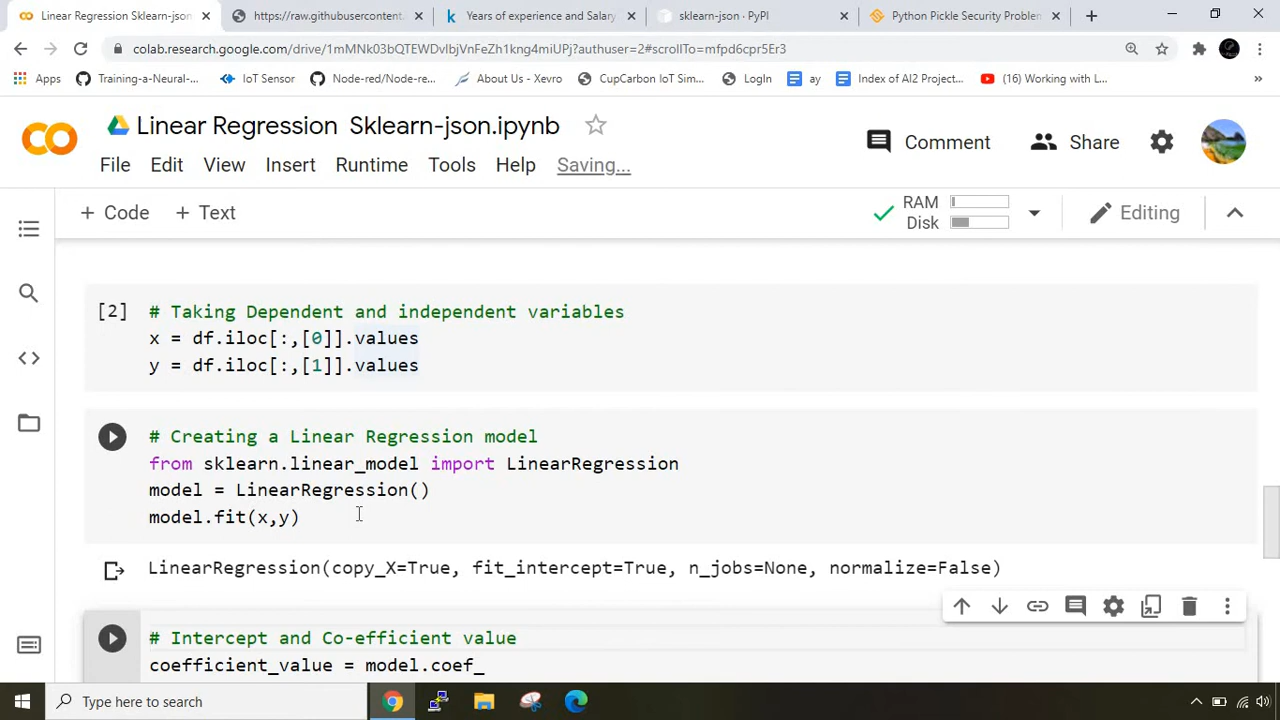 Linear Regression Sklearn-json.
https://raw.githubusercontent.
Years of experience and Salary
sklearn-json · PyPI
Python Pickle Security Problem
colab.research.google.com/drive/1mMNk03bQTEWDvIbjVnFeZh1kng4miUPj?authuser=2#scrollTo=mfpd6qpr5Er3
Apps
Training-a-Neural-...
IoT Sensor
Node-red/Node-re...
About Us - Xevro
CupCarbon IoT Sim...
LogIn
ay
Index of AI2 Project...
(16) Working with L...
»
Linear Regression Sklearn-json.ipynb
Comment
Share
File Edit View Insert Runtime Tools Help Saving...
+ Code + Text
RAM
Disk
Editing
[2]
# Taking Dependent and independent variables
x = df.iloc[:,[0]].values
y = df.iloc[:,[1]].values
# Creating a Linear Regression model
from sklearn.linear_model import LinearRegression
model = LinearRegression()
model.fit(x,y)
LinearRegression(copy_X=True, fit_intercept=True, n_jobs=None, normalize=False)
# Intercept and Co-efficient value
coefficient_value = model.coef_
Type here to search